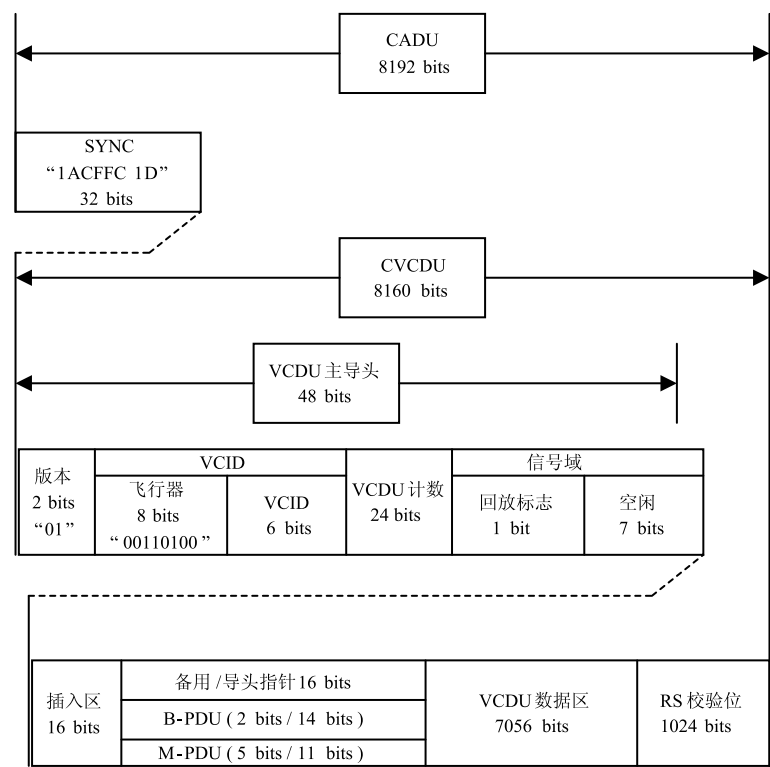 CADU
8192 bits
SYNC
“1ACFFC 1D”
32 bits
CVCDU
8160 bits
VCDU 主导头
48 bits
版本
2 bits
“01”
VCID
飞行器
8 bits
“00110100”
VCID
6 bits
VCDU 计数
24 bits
信号域
回放标志
1 bit
空闲
7 bits
插入区
16 bits
备用 /导头指针16 bits
B-PDU ( 2 bits / 14 bits )
M-PDU ( 5 bits / 11 bits )
VCDU 数据区
7056 bits
RS 校验位
1024 bits